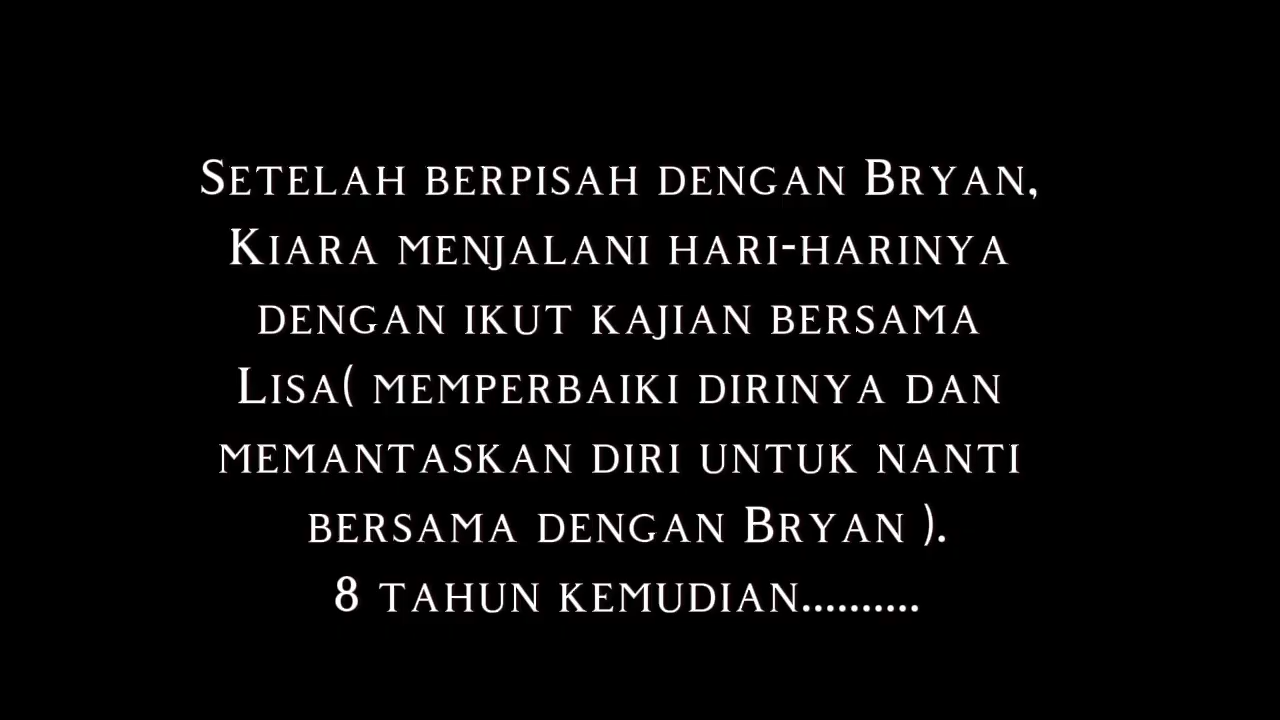 Setelah berpisah dengan Bryan,
Kiara menjalani hari-harinya
dengan ikut kajian bersama
Lisa( memperbaiki dirinya dan
memantaskan diri untuk nanti
bersama dengan Bryan ).
8 tahun kemudian..........